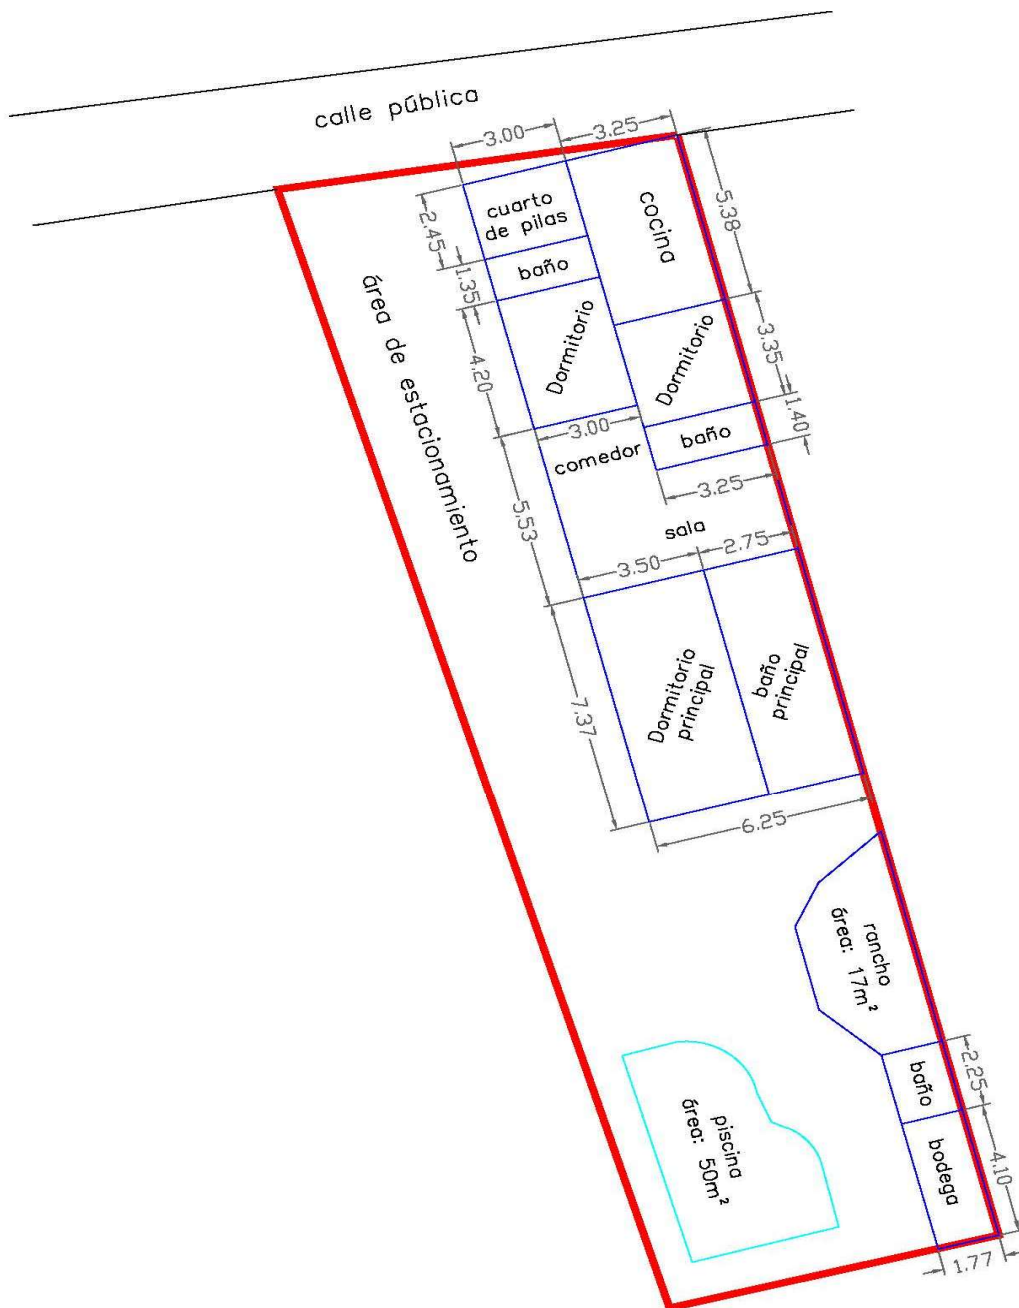 calle pública
3.00
3.25
cuarto
de pilas
cocina
5.38
2.45
baño
1.35
área de estacionamiento
Dormitorio
4.20
Dormitorio
3.35
1.40
3.00
comedor
baño
3.25
5.53
sala
3.50
2.75
Dormitorio
principal
baño
principal
7.37
6.25
rancho
área: 17m²
2.25
baño
piscina
área: 50m²
4.10
bodega
1.77